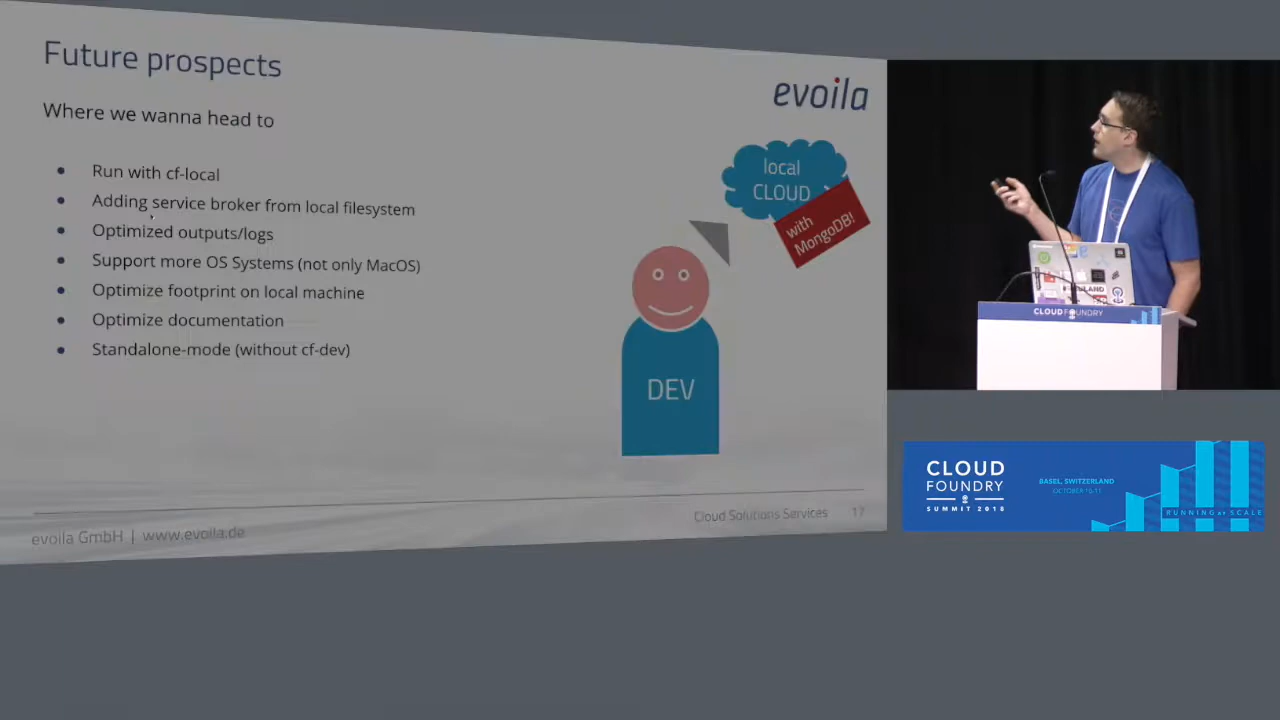 Future prospects
evoila
Where we wanna head to
Run with cf-local
Adding service broker from local filesystem
Optimized outputs/logs
Support more OS Systems (not only MacOS)
Optimize footprint on local machine
Optimize documentation
Standalone-mode (without cf-dev)
local
CLOUD
with
MongoDB!
DEV
evoila GmbH | www.evoila.de
Cloud Solutions Services 17
CLOUD FOUNDRY
CLOUD
FOUNDRY
SUMMIT 2018
BASEL, SWITZERLAND
OCTOBER 10-11
RUNNING AT SCALE